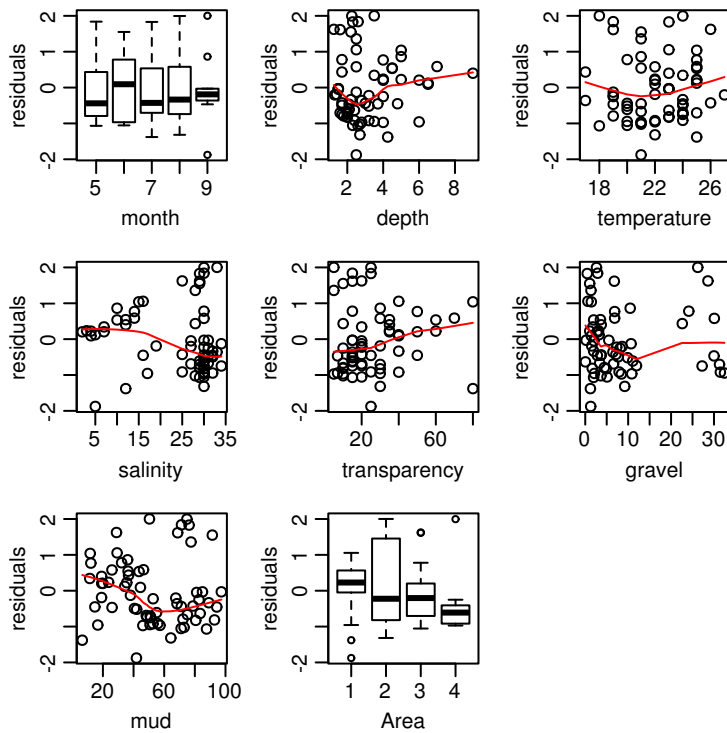 residuals
2
1
0
-2
5
7
9
month
residuals
2
1
0
-2
2 4 6 8
depth
residuals
2
1
0
-2
18 22 26
temperature
residuals
2
1
0
-2
5 15 25 35
salinity
residuals
2
1
0
-2
20 60
transparency
residuals
2
1
0
-2
0 10 20 30
gravel
residuals
2
1
0
-2
20 60 100
mud
residuals
2
1
0
-2
1 2 3 4
Area